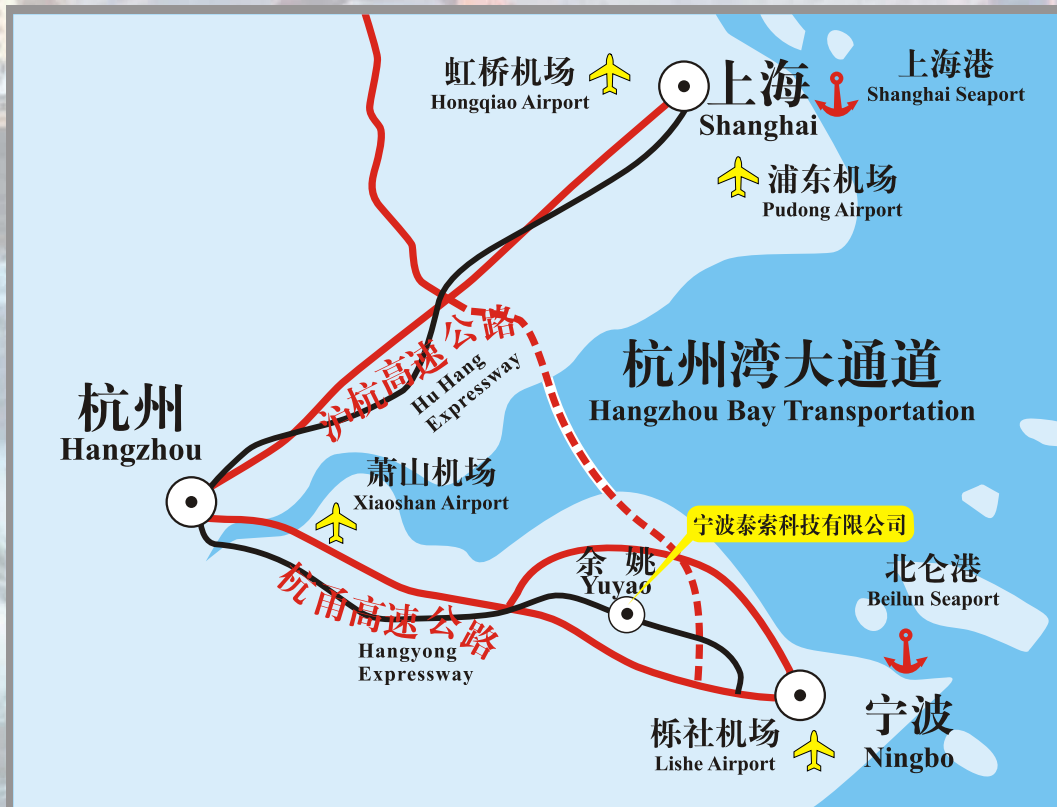 虹桥机场
Hongqiao Airport
上海
Shanghai
上海港
Shanghai Seaport
浦东机场
Pudong Airport
沪杭高速公路
Hu Hang
Expressway
杭州湾大通道
Hangzhou Bay Transportation
杭州
Hangzhou
萧山机场
Xiaoshan Airport
宁波泰索科技有限公司
余 姚
Yuyao
北仑港
Beilun Seaport
杭甬高速公路
Hangyong
Expressway
栎社机场
Lishe Airport
宁波
Ningbo